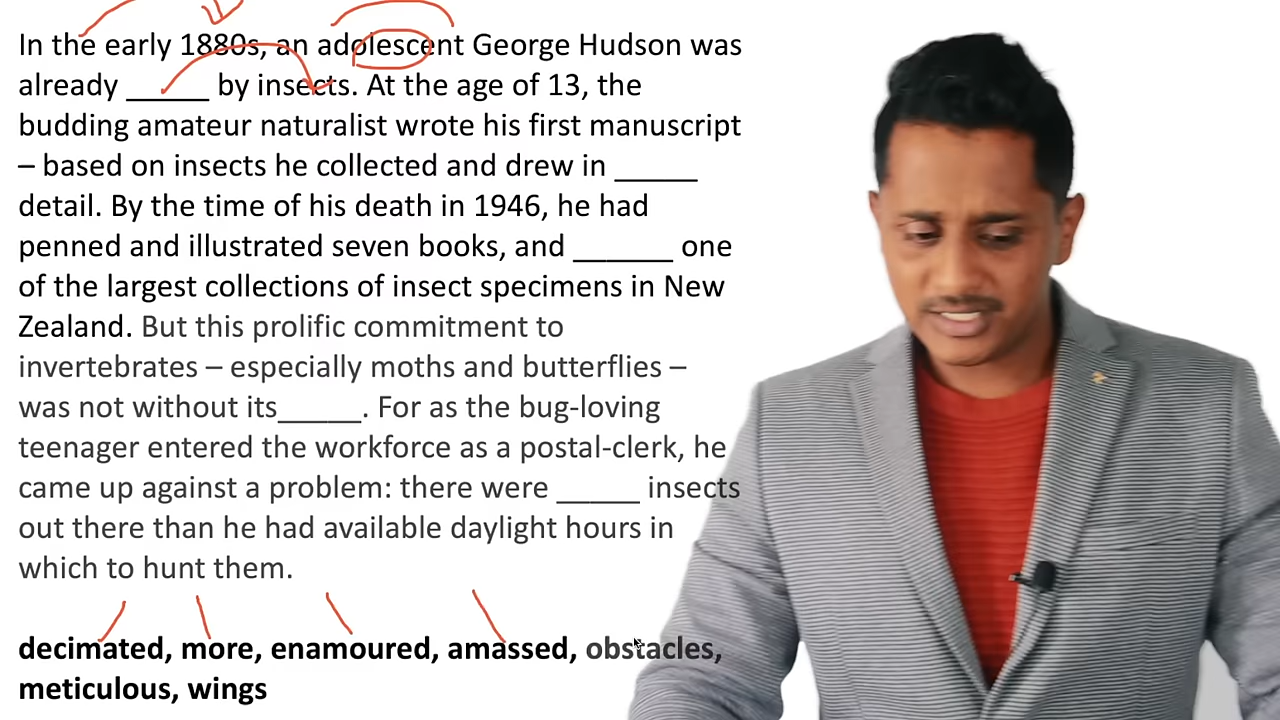 In the early 1880s, an adolescent George Hudson was
already _____ by insects. At the age of 13, the
budding amateur naturalist wrote his first manuscript
– based on insects he collected and drew in _____
detail. By the time of his death in 1946, he had
penned and illustrated seven books, and ______ one
of the largest collections of insect specimens in New
Zealand. But this prolific commitment to
invertebrates – especially moths and butterflies –
was not without its_____. For as the bug-loving
teenager entered the workforce as a postal-clerk, he
came up against a problem: there were _____ insects
out there than he had available daylight hours in
which to hunt them.
decimated, more, enamoured, amassed, obstacles,
meticulous, wings